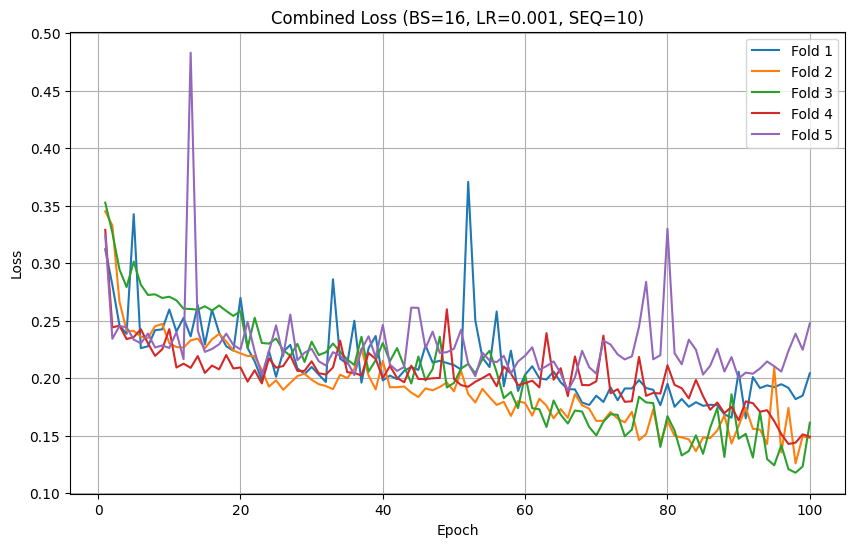 Combined Loss (BS=16, LR=0.001, SEQ=10)
0.50
0.45
0.40
0.35
0.30
0.25
0.20
0.15
0.10
Loss
Fold 1
Fold 2
Fold 3
Fold 4
Fold 5
0 20 40 60 80 100
Epoch